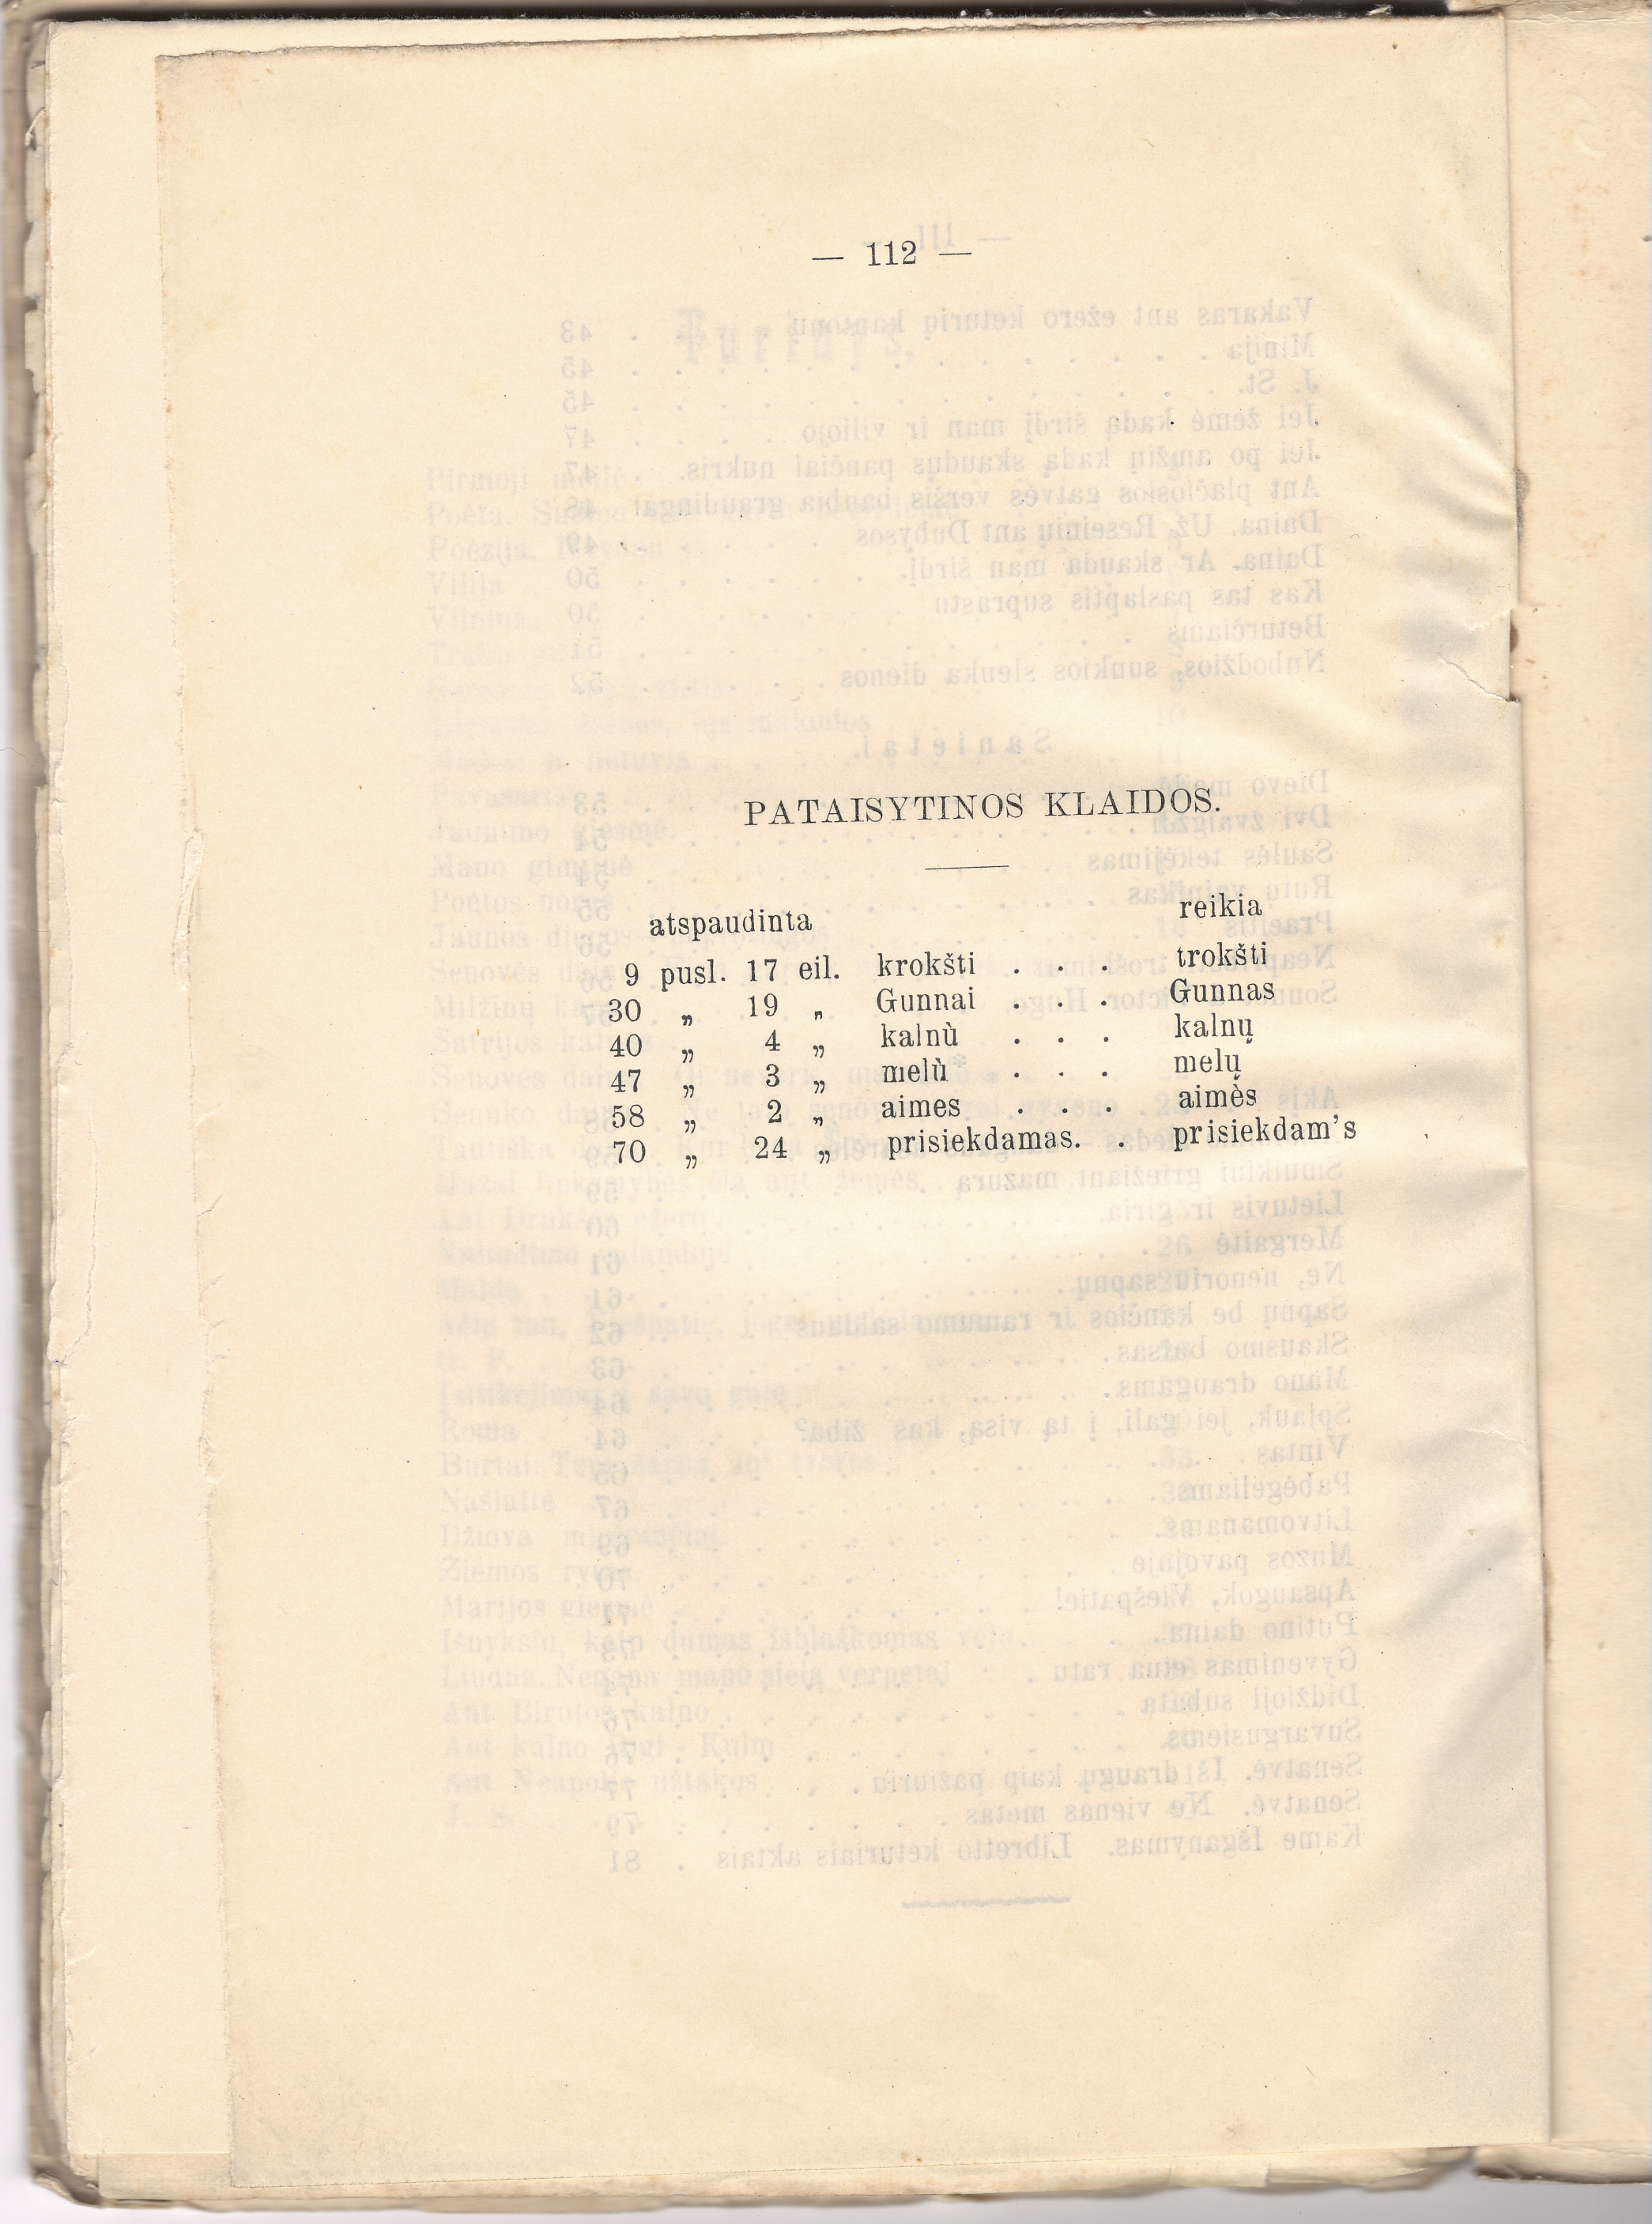 — 112 —
PATAISYTINOS KLAIDOS.
atspaudinta reikia
9 pusl. 17 eil. krokšti . . . trokšti
30 „ 19 „ Gunnai . . . Gunnas
40 „ 4 „ kalnù . . . kalnų
47 „ 3 „ melù . . . melų
58 „ 2 „ aimes . . . aimės
70 „ 24 „ prisiekdamas. . prisiekdam's